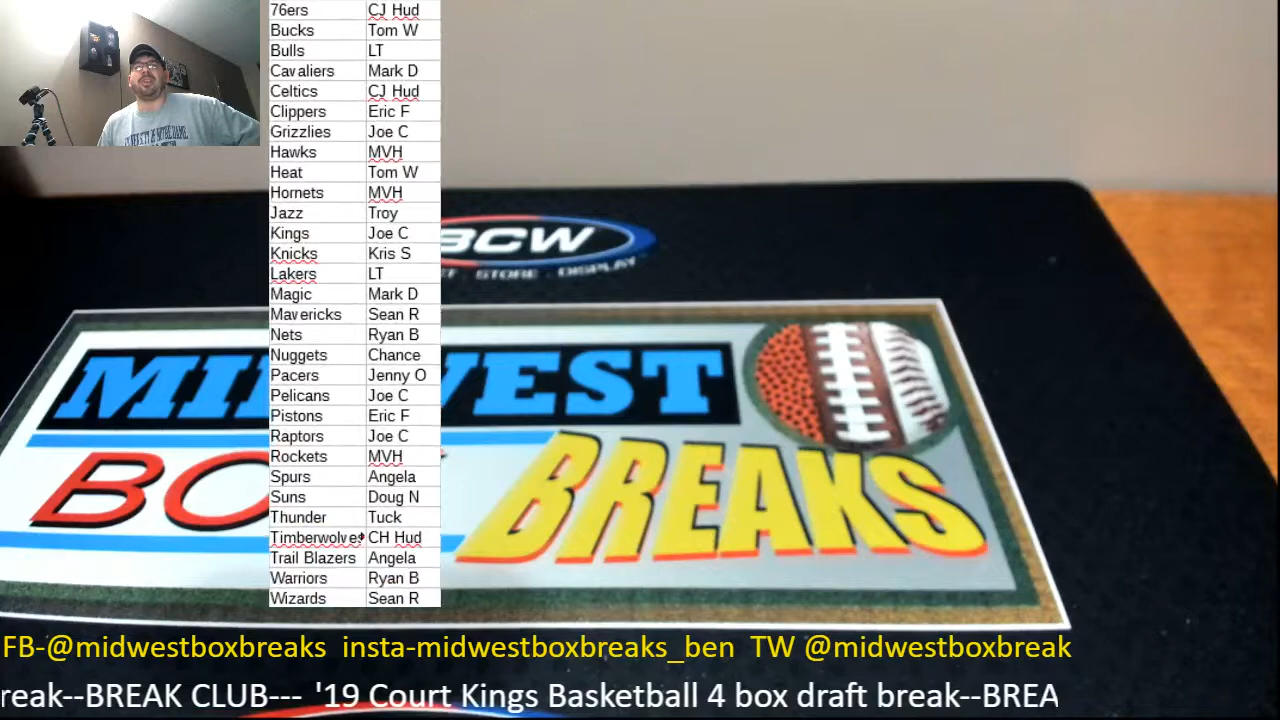 76ers CJ Hud
Bucks Tom W
Bulls LT
Cavaliers Mark D
Celtics CJ Hud
Clippers Eric F
Grizzlies Joe C
Hawks MVH
Heat Tom W
Hornets MVH
Jazz Troy
Kings Joe C
Knicks Kris S
Lakers LT
Magic Mark D
Mavericks Sean R
Nets Ryan B
Nuggets Chance
Pacers Jenny O
Pelicans Joe C
Pistons Eric F
Raptors Joe C
Rockets MVH
Spurs Angela
Suns Doug N
Thunder Tuck
Timberwolves CH Hud
Trail Blazers Angela
Warriors Ryan B
Wizards Sean R
BCW
STORE · DISPLAY
BREAKS
FB-@midwestboxbreaks insta-midwestboxbreaks_ben TW @midwestboxbreak
reak--BREAK CLUB--- '19 Court Kings Basketball 4 box draft break--BREA